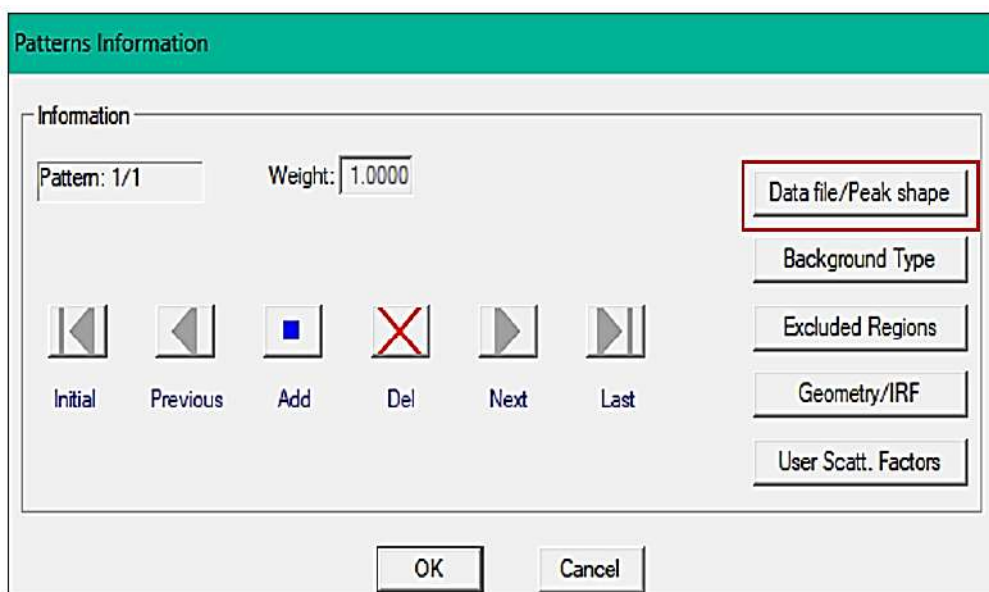 Patterns Information
Information
Pattern: 1/1 Weight: 1.0000
Data file/Peak shape
Background Type
Excluded Regions
Geometry/IRF
User Scatt. Factors
Initial Previous Add Del Next Last
OK Cancel